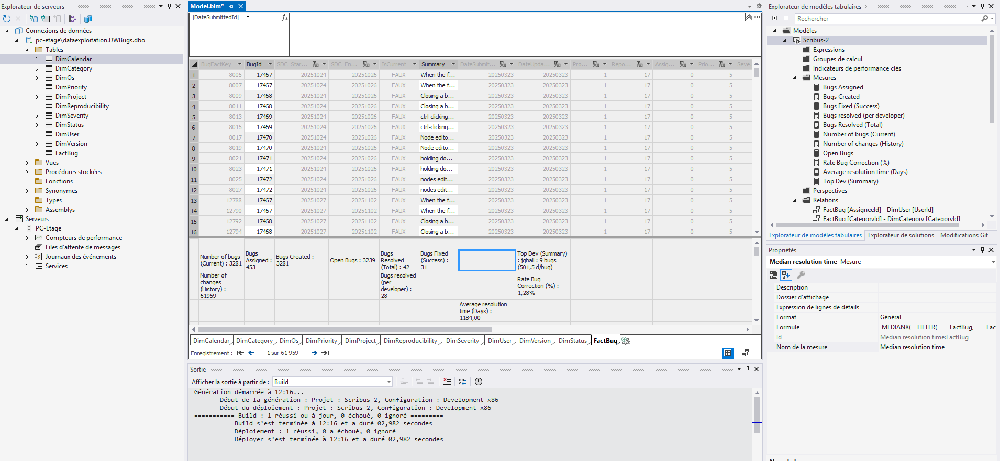 Explorateur de serveurs
Connexions de données
pc-etage\dataexploitation.DWBugs.dbo
Tables
DimCalendar
DimCategory
DimOs
DimPriority
DimProject
DimReproducibility
DimSeverity
DimStatus
DimUser
DimVersion
FactBug
Vues
Procédures stockées
Fonctions
Synonymes
Types
Assemblys
Serveurs
PC-Etage
Compteurs de performance
Files d'attente de messages
Journaux des événements
Services
Model.bim*
[DateSubmittedId] fx
BugFactKey BugId SDC_Star... SDC_En... IsCurrent Summary DateSubmit... DateUpda... Pro... Repo... Assig... Prio... Seve
1 8005 17467 20251024 20251026 FAUX When the f... 20250323 20250323 1 17 0 5
2 8007 17467 20251024 20251026 FAUX When the f... 20250323 20250323 1 17 0 5
3 8009 17468 20251024 20251026 FAUX Closing a b... 20250323 20250323 1 17 0 5
4 8011 17468 20251024 20251026 FAUX Closing a b... 20250323 20250323 1 17 0 5
5 8013 17469 20251024 20251026 FAUX ctrl-clicking... 20250323 20250323 1 17 0 5
6 8015 17469 20251024 20251026 FAUX ctrl-clicking... 20250323 20250323 1 17 0 5
7 8017 17470 20251024 20251026 FAUX Node edito... 20250323 20250323 1 17 0 5
8 8019 17470 20251024 20251026 FAUX Node edito... 20250323 20250323 1 17 0 5
9 8021 17471 20251024 20251026 FAUX holding do... 20250323 20250323 1 17 0 5
10 8023 17471 20251024 20251026 FAUX holding do... 20250323 20250323 1 17 0 5
11 8025 17472 20251024 20251026 FAUX nodes edit... 20250323 20250323 1 17 0 5
12 8027 17472 20251024 20251026 FAUX nodes edit... 20250323 20250323 1 17 0 5
13 12788 17467 20251027 20251102 FAUX When the f... 20250323 20250323 1 17 0 5
14 12790 17467 20251027 20251102 FAUX When the f... 20250323 20250323 1 17 0 5
15 12792 17468 20251027 20251102 FAUX Closing a b... 20250323 20250323 1 17 0 5
16 12794 17468 20251027 20251102 FAUX Closing a b... 20250323 20250323 1 17 0 5
Number of bugs
(Current) : 3281
Bugs
Assigned :
453
Bugs Created :
3281
Open Bugs : 3239
Bugs
Resolved
(Total) : 42
Bugs Fixed
(Success) :
31
Top Dev (Summary)
: jghali : 9 bugs
(501,5 d/bug)
Number of
changes
(History) :
61959
Bugs resolved
(per
developer) :
28
Rate Bug
Correction (%) :
1,28%
Average resolution
time (Days) :
1184,00
DimCalendar DimCategory DimOs DimPriority DimProject DimReproducibility DimSeverity DimUser DimVersion DimStatus FactBug
Enregistrement : 1 sur 61 959
Sortie
Afficher la sortie à partir de : Build
Génération démarrée à 12:16...
------ Début de la génération : Projet : Scribus-2, Configuration : Development x86 ------
------ Début du déploiement : Projet : Scribus-2, Configuration : Development x86 ------
=========== Build : 1 réussi ou à jour, 0 échoué, 0 ignoré =========
========== Build s'est terminée à 12:16 et a duré 02,982 secondes ==========
========== Déploiement : 1 réussi, 0 a échoué, 0 ignoré =========
========== Déployer s'est terminée à 12:16 et a duré 02,982 secondes ==========
Explorateur de modèles tabulaires
Rechercher
Modèles
Scribus-2
Expressions
Groupes de calcul
Indicateurs de performance clés
Mesures
Bugs Assigned
Bugs Created
Bugs Fixed (Success)
Bugs resolved (per developer)
Bugs Resolved (Total)
Number of bugs (Current)
Number of changes (History)
Open Bugs
Rate Bug Correction (%)
Average resolution time (Days)
Top Dev (Summary)
Perspectives
Relations
FactBug [AssigneeId] - DimUser [UserId]
FactBug [CategoryId] - DimCategory [CategoryId]
Explorateur de modèles tabulaires Explorateur de solutions Modifications Git
Propriétés
Median resolution time Mesure
Description
Dossier d'affichage
Expression de lignes de détails
Format Général
Formule MEDIANX( FILTER( FactBug, Fact
Id Median resolution time:FactBug
Nom de la mesure Median resolution time